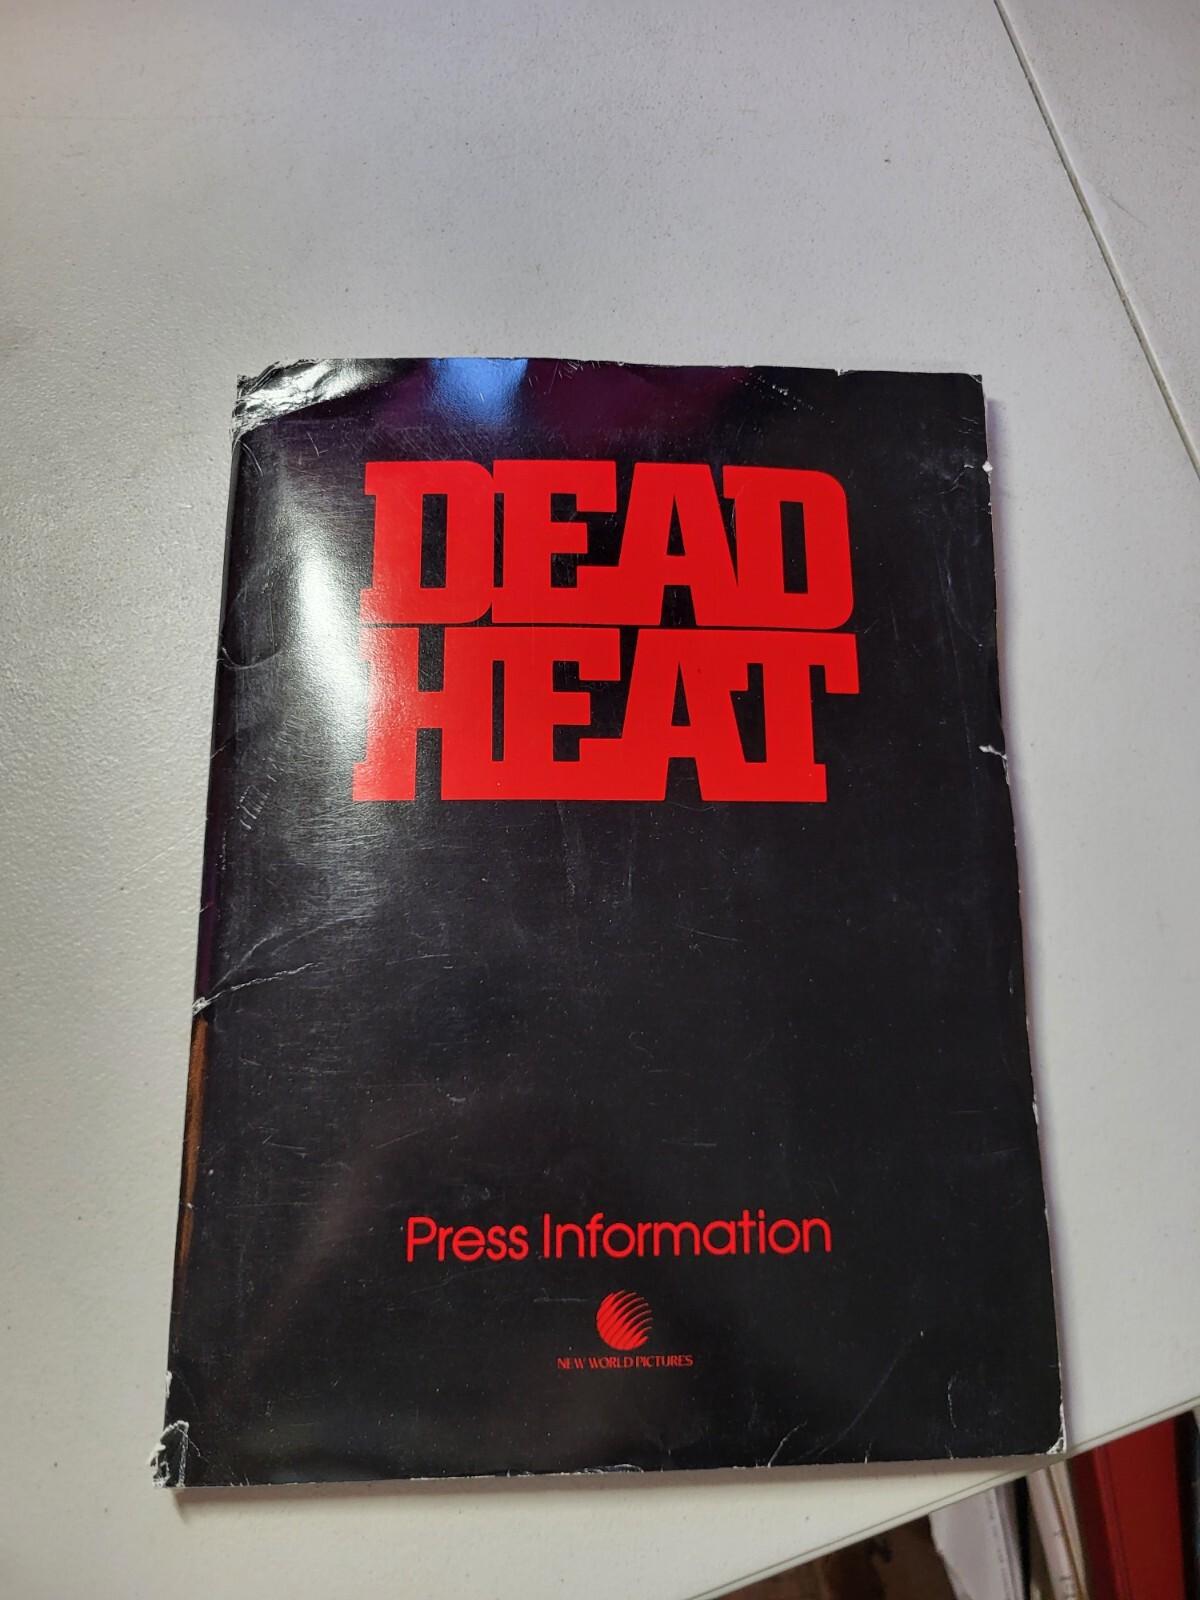 DEAD
HEAT
Press Information
NEW WORLD PICTURES